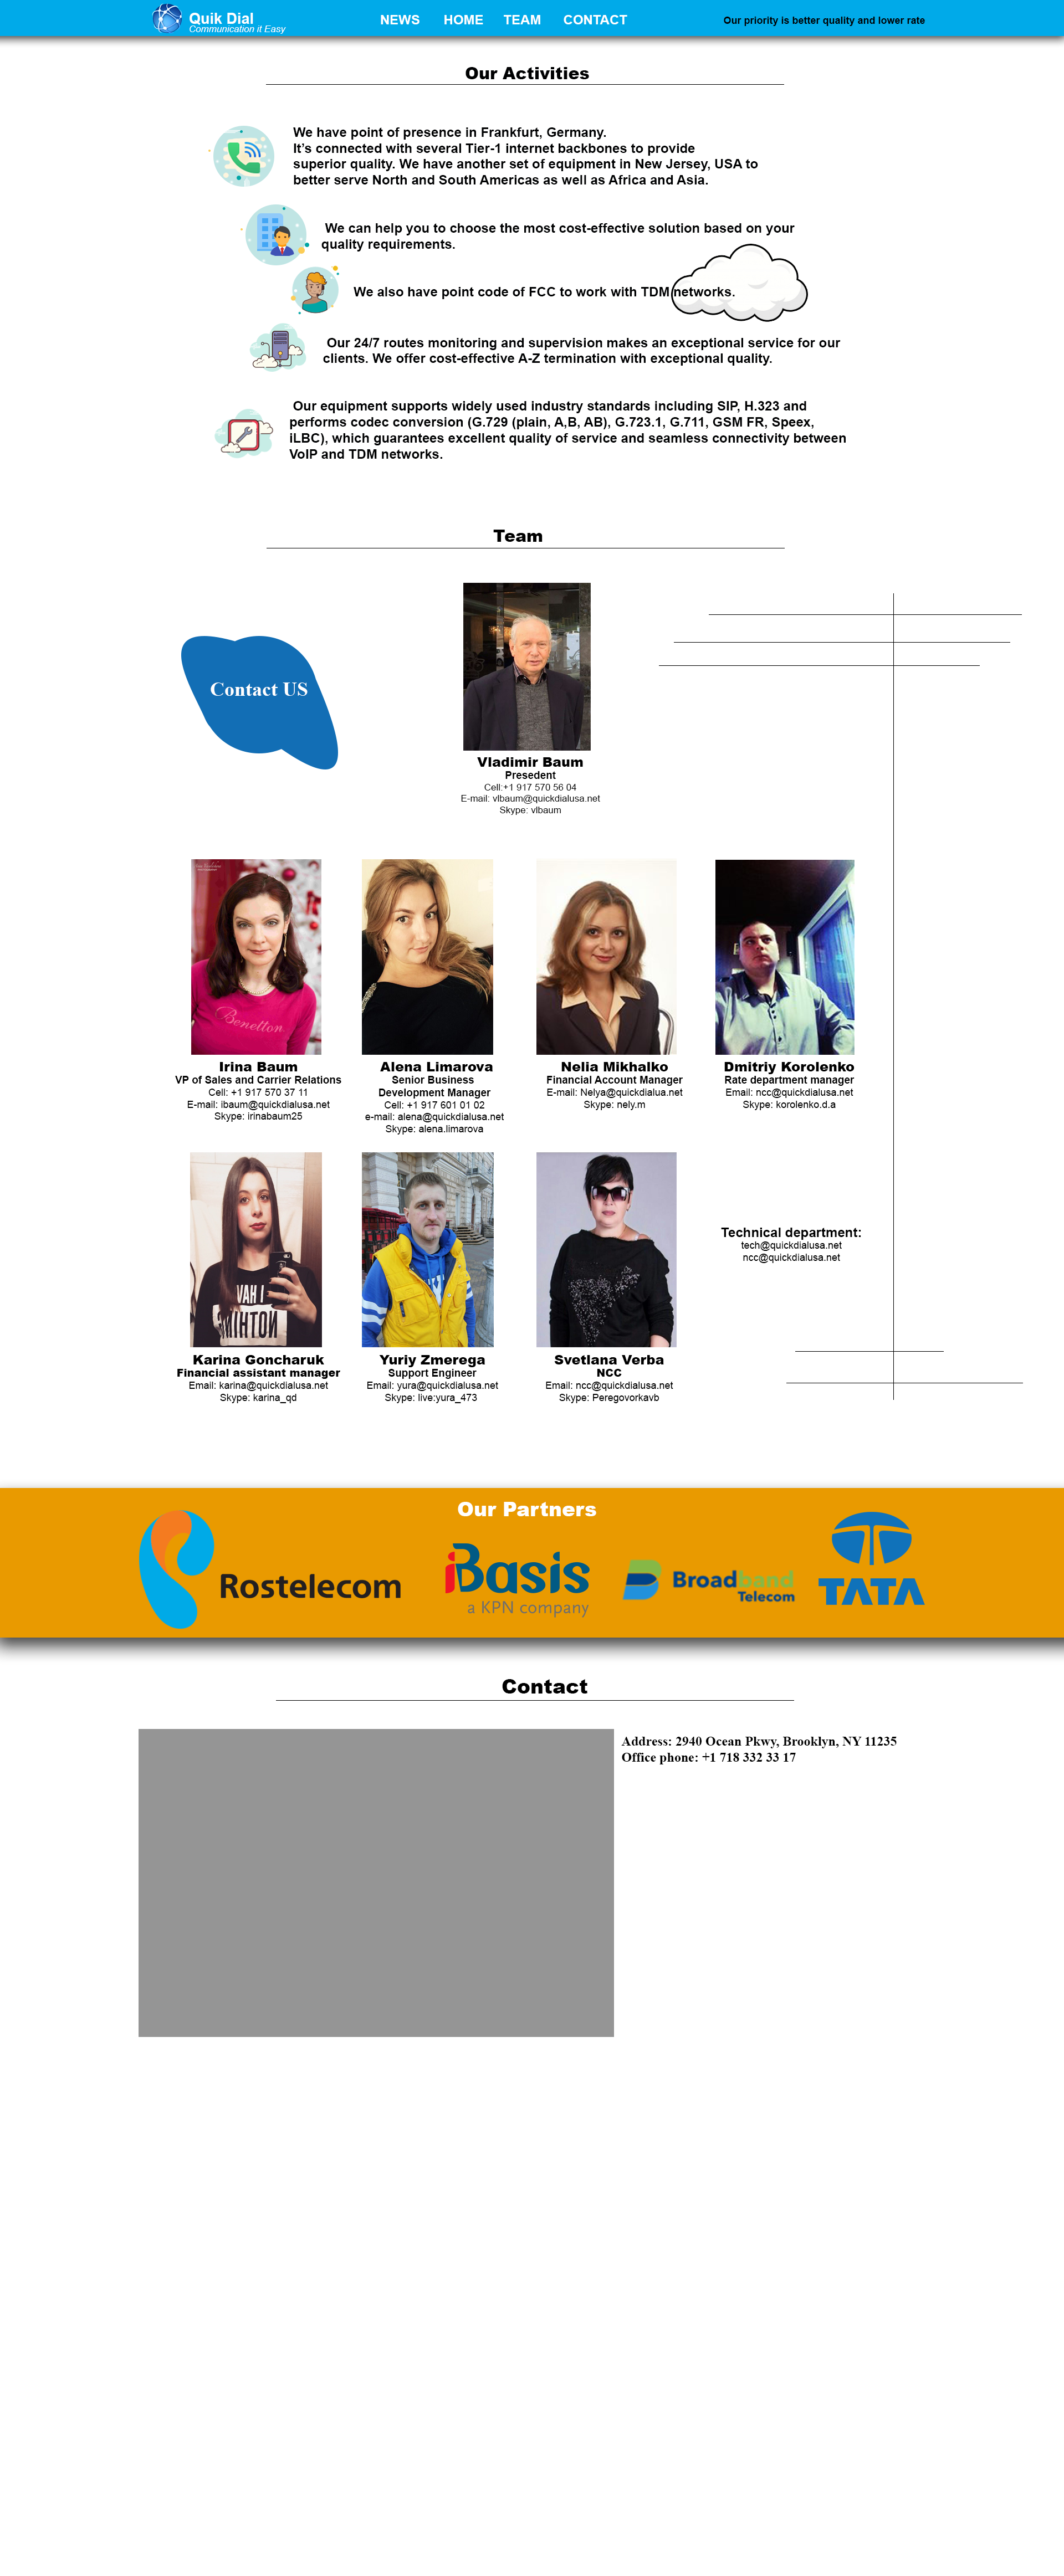 Quik Dial
Communication it Easy
NEWS HOME TEAM CONTACT
Our priority is better quality and lower rate
Our Activities
We have point of presence in Frankfurt, Germany.
It’s connected with several Tier-1 internet backbones to provide
superior quality. We have another set of equipment in New Jersey, USA to
better serve North and South Americas as well as Africa and Asia.
We can help you to choose the most cost-effective solution based on your
quality requirements.
We also have point code of FCC to work with TDM networks.
Our 24/7 routes monitoring and supervision makes an exceptional service for our
clients. We offer cost-effective A-Z termination with exceptional quality.
Our equipment supports widely used industry standards including SIP, H.323 and
performs codec conversion (G.729 (plain, A,B, AB), G.723.1, G.711, GSM FR, Speex,
iLBC), which guarantees excellent quality of service and seamless connectivity between
VoIP and TDM networks.
Team
Contact US
Vladimir Baum
Presedent
Cell:+1 917 570 56 04
E-mail: vlbaum@quickdialusa.net
Skype: vlbaum
Benetton
Irina Baum
VP of Sales and Carrier Relations
Cell: +1 917 570 37 11
E-mail: ibaum@quickdialusa.net
Skype: irinabaum25
Alena Limarova
Senior Business
Development Manager
Cell: +1 917 601 01 02
e-mail: alena@quickdialusa.net
Skype: alena.limarova
Nelia Mikhalko
Financial Account Manager
E-mail: Nelya@quickdialua.net
Skype: nely.m
Dmitriy Korolenko
Rate department manager
Email: ncc@quickdialusa.net
Skype: korolenko.d.a
Karina Goncharuk
Financial assistant manager
Email: karina@quickdialusa.net
Skype: karina_qd
Yuriy Zmerega
Support Engineer
Email: yura@quickdialusa.net
Skype: live:yura_473
Svetlana Verba
NCC
Email: ncc@quickdialusa.net
Skype: Peregovorkavb
Technical department:
tech@quickdialusa.net
ncc@quickdialusa.net
Our Partners
Rostelecom
iBasis
a KPN company
Broadband
Telecom
TATA
Contact
Address: 2940 Ocean Pkwy, Brooklyn, NY 11235
Office phone: +1 718 332 33 17